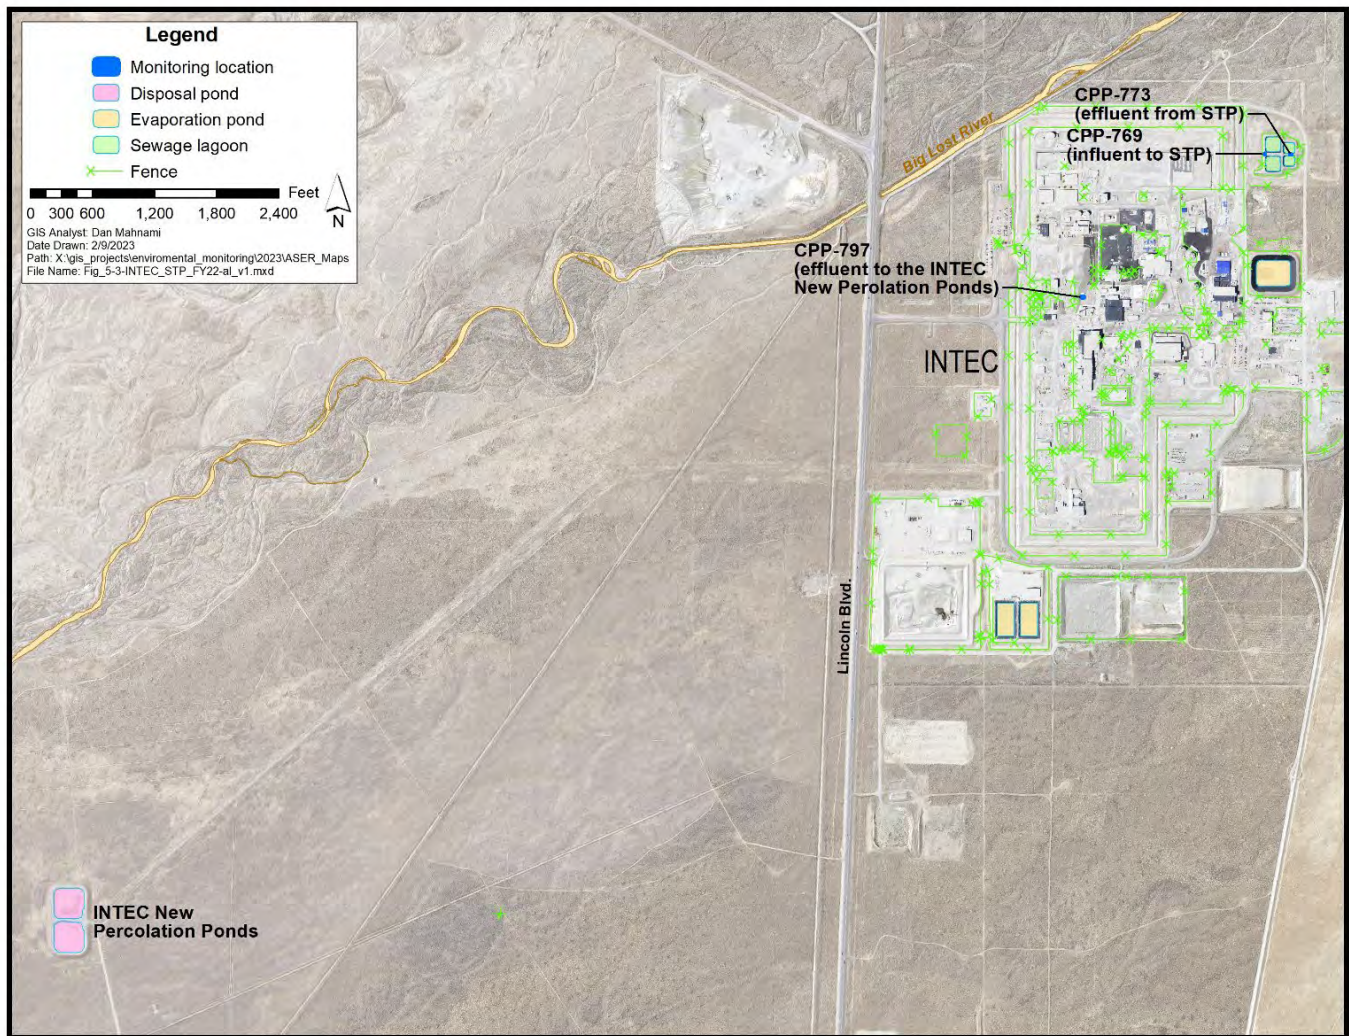 Legend
Monitoring location
Disposal pond
Evaporation pond
Sewage lagoon
Fence
Feet
0 300 600 1,200 1,800 2,400
N
GIS Analyst: Dan Mahnami
Date Drawn: 2/9/2023
Path: X:\gis_projects\enviromental_monitoring\2023\ASER_Maps
File Name: Fig_5-3-INTEC_STP_FY22-al_v1.mxd
Big Lost River
CPP-773
(effluent from STP)
CPP-769
(influent to STP)
CPP-797
(effluent to the INTEC
New Perolation Ponds)
INTEC
Lincoln Blvd.
INTEC New
Percolation Ponds